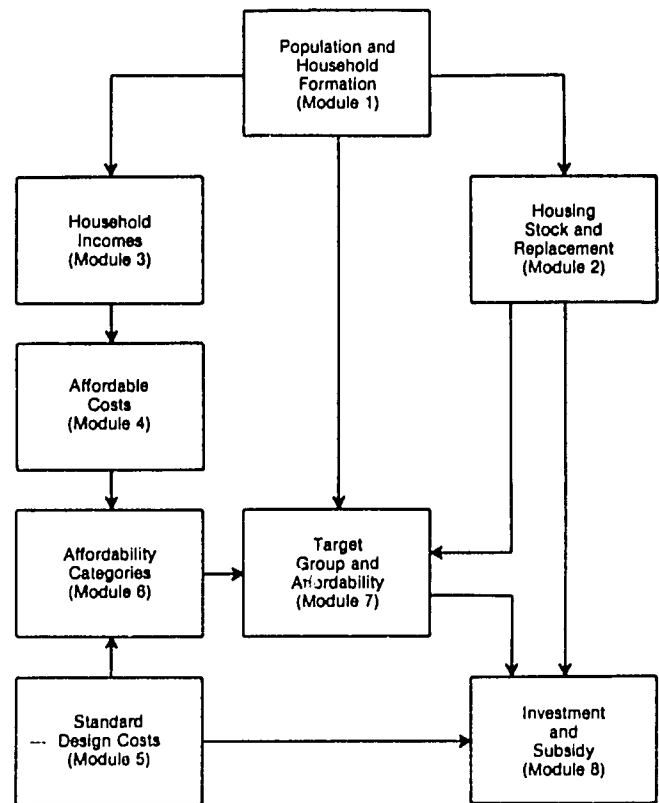 Population and
Household
Formation
(Module 1)
Household
Incomes
(Module 3)
Housing
Stock and
Replacement
(Module 2)
Affordable
Costs
(Module 4)
Affordability
Categories
(Module 6)
Target
Group and
Affordability
(Module 7)
Standard
Design Costs
(Module 5)
Investment
and
Subsidy
(Module 8)